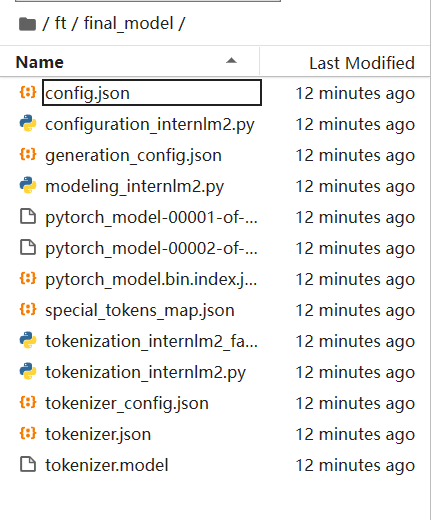 / ft / final_model /
Name Last Modified
config.json 12 minutes ago
configuration_internlm2.py 12 minutes ago
generation_config.json 12 minutes ago
modeling_internlm2.py 12 minutes ago
pytorch_model-00001-of-... 12 minutes ago
pytorch_model-00002-of-... 12 minutes ago
pytorch_model.bin.index.j... 12 minutes ago
special_tokens_map.json 12 minutes ago
tokenization_internlm2_fa... 12 minutes ago
tokenization_internlm2.py 12 minutes ago
tokenizer_config.json 12 minutes ago
tokenizer.json 12 minutes ago
tokenizer.model 12 minutes ago